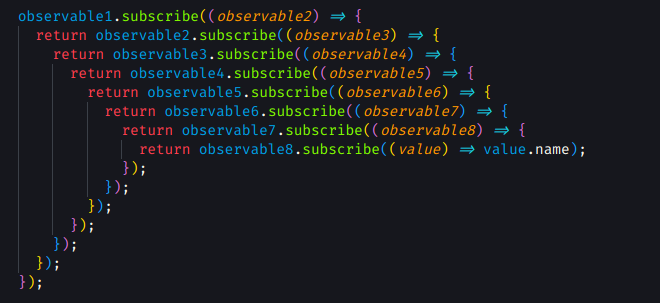 observable1.subscribe((observable2) => {
  return observable2.subscribe((observable3) => {
    return observable3.subscribe((observable4) => {
      return observable4.subscribe((observable5) => {
        return observable5.subscribe((observable6) => {
          return observable6.subscribe((observable7) => {
            return observable7.subscribe((observable8) => {
              return observable8.subscribe((value) => value.name);
            });
          });
        });
      });
    });
  });
});